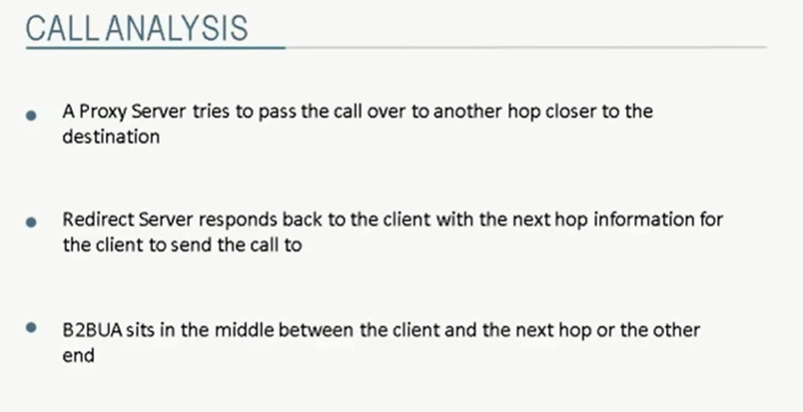 CALL ANALYSIS
A Proxy Server tries to pass the call over to another hop closer to the
destination
Redirect Server responds back to the client with the next hop information for
the client to send the call to
B2BUA sits in the middle between the client and the next hop or the other
end